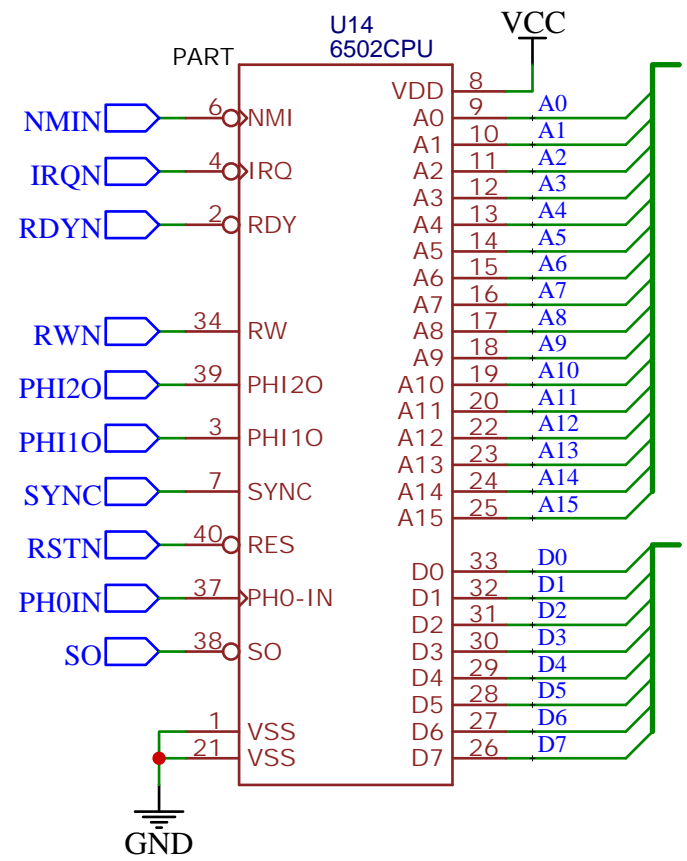 U14
6502CPU
VCC
PART
VDD 8
NMIN 6 NMI A0 9 A0
A1 10 A1
IRQN 4 IRQ A2 11 A2
A3 12 A3
RDYN 2 RDY A4 13 A4
A5 14 A5
A6 15 A6
A7 16 A7
RWN 34 RW A8 17 A8
A9 18 A9
PHI2O 39 PHI2O A10 19 A10
A11 20 A11
PHI1O 3 PHI1O A12 22 A12
A13 23 A13
SYNC 7 SYNC A14 24 A14
A15 25 A15
RSTN 40 RES
D0 33 D0
PH0IN 37 PH0-IN D1 32 D1
D2 31 D2
SO 38 SO D3 30 D3
D4 29 D4
D5 28 D5
1 VSS D6 27 D6
21 VSS D7 26 D7
GND